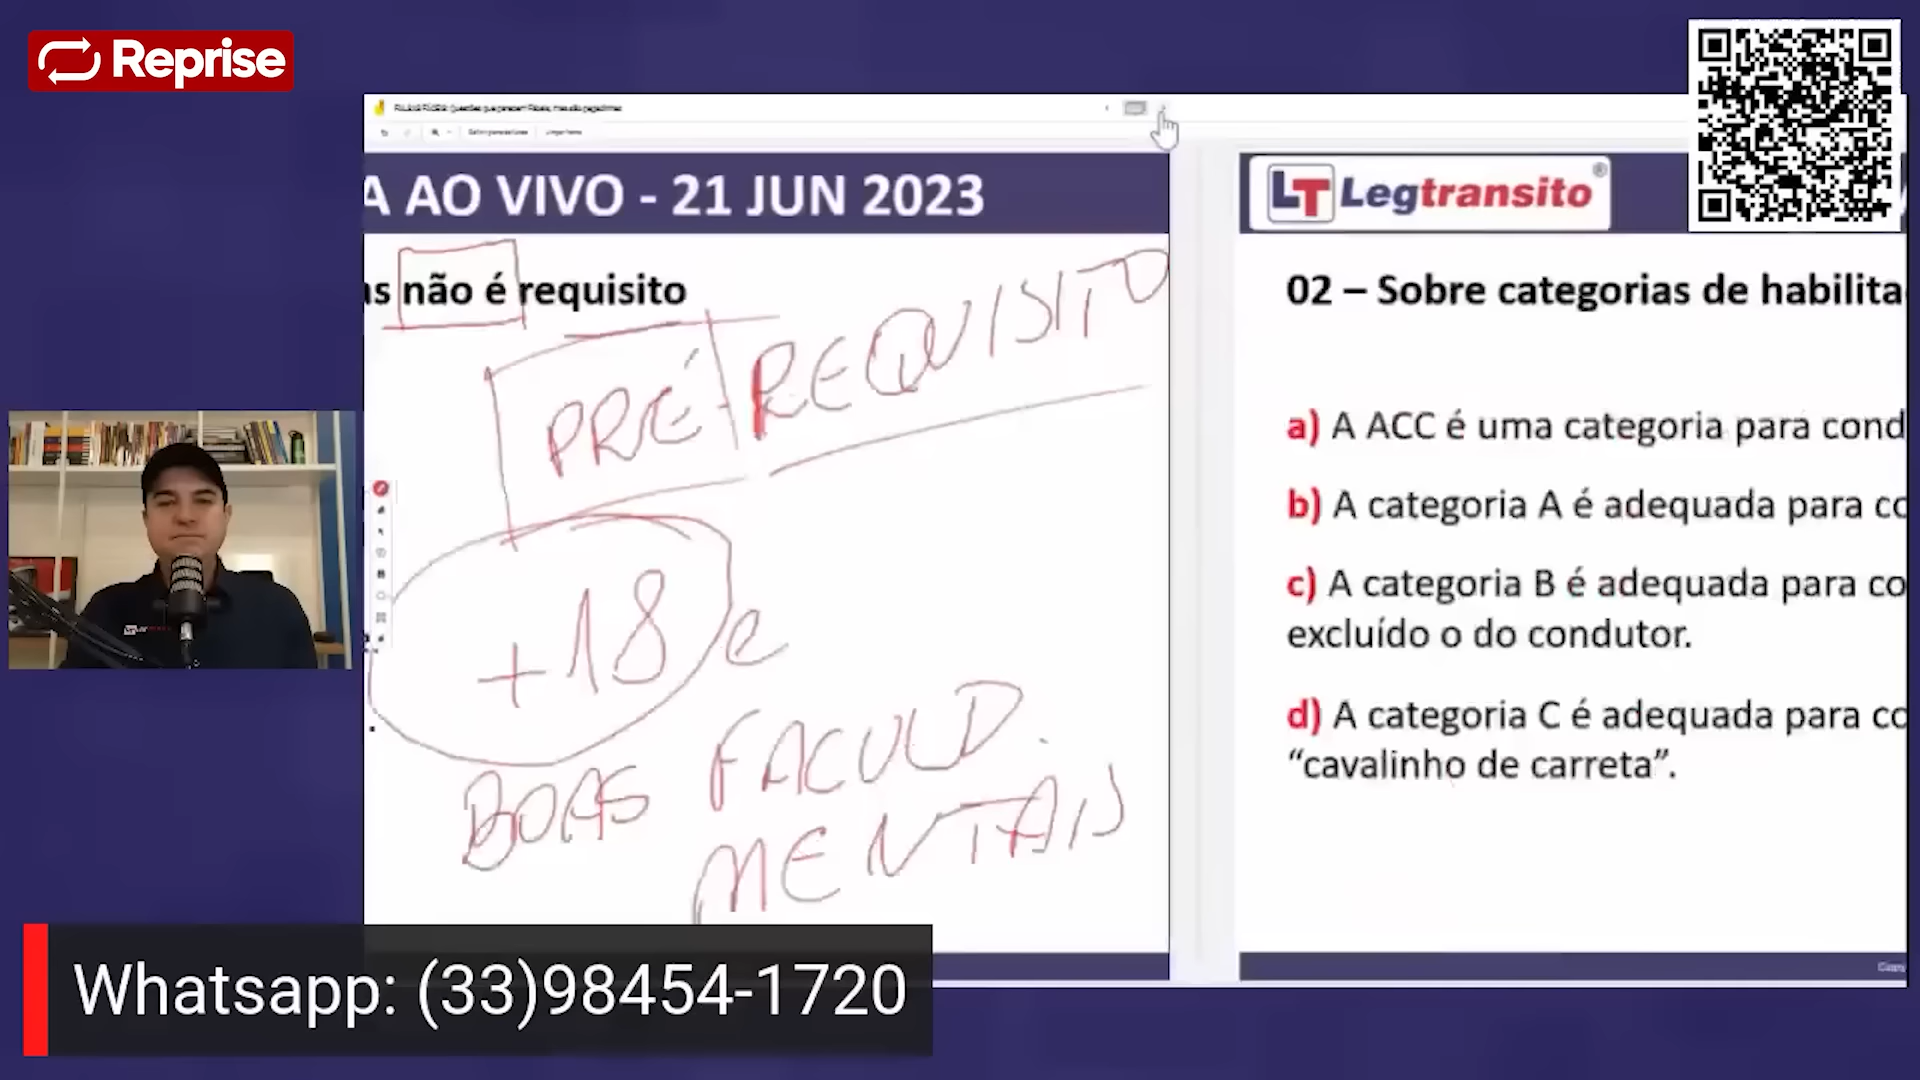 Reprise
A AO VIVO - 21 JUN 2023
não é requisito
PRÉ-REQUISITO
+18 e
BOAS FACULD.
MENTAIS
LT Legtransito®
02 – Sobre categorias de habilita
a) A ACC é uma categoria para cond
b) A categoria A é adequada para co
c) A categoria B é adequada para co
excluído o do condutor.
d) A categoria C é adequada para co
“cavalinho de carreta”.
Whatsapp: (33)98454-1720